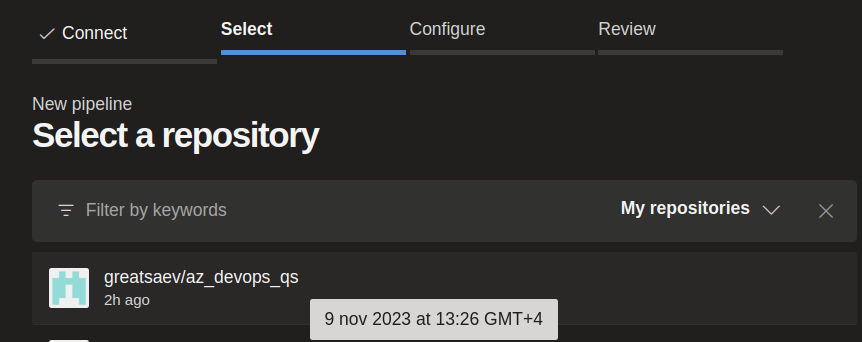 Connect
Select
Configure
Review
New pipeline
Select a repository
Filter by keywords
My repositories
greatsaev/az_devops_qs
2h ago
9 nov 2023 at 13:26 GMT+4